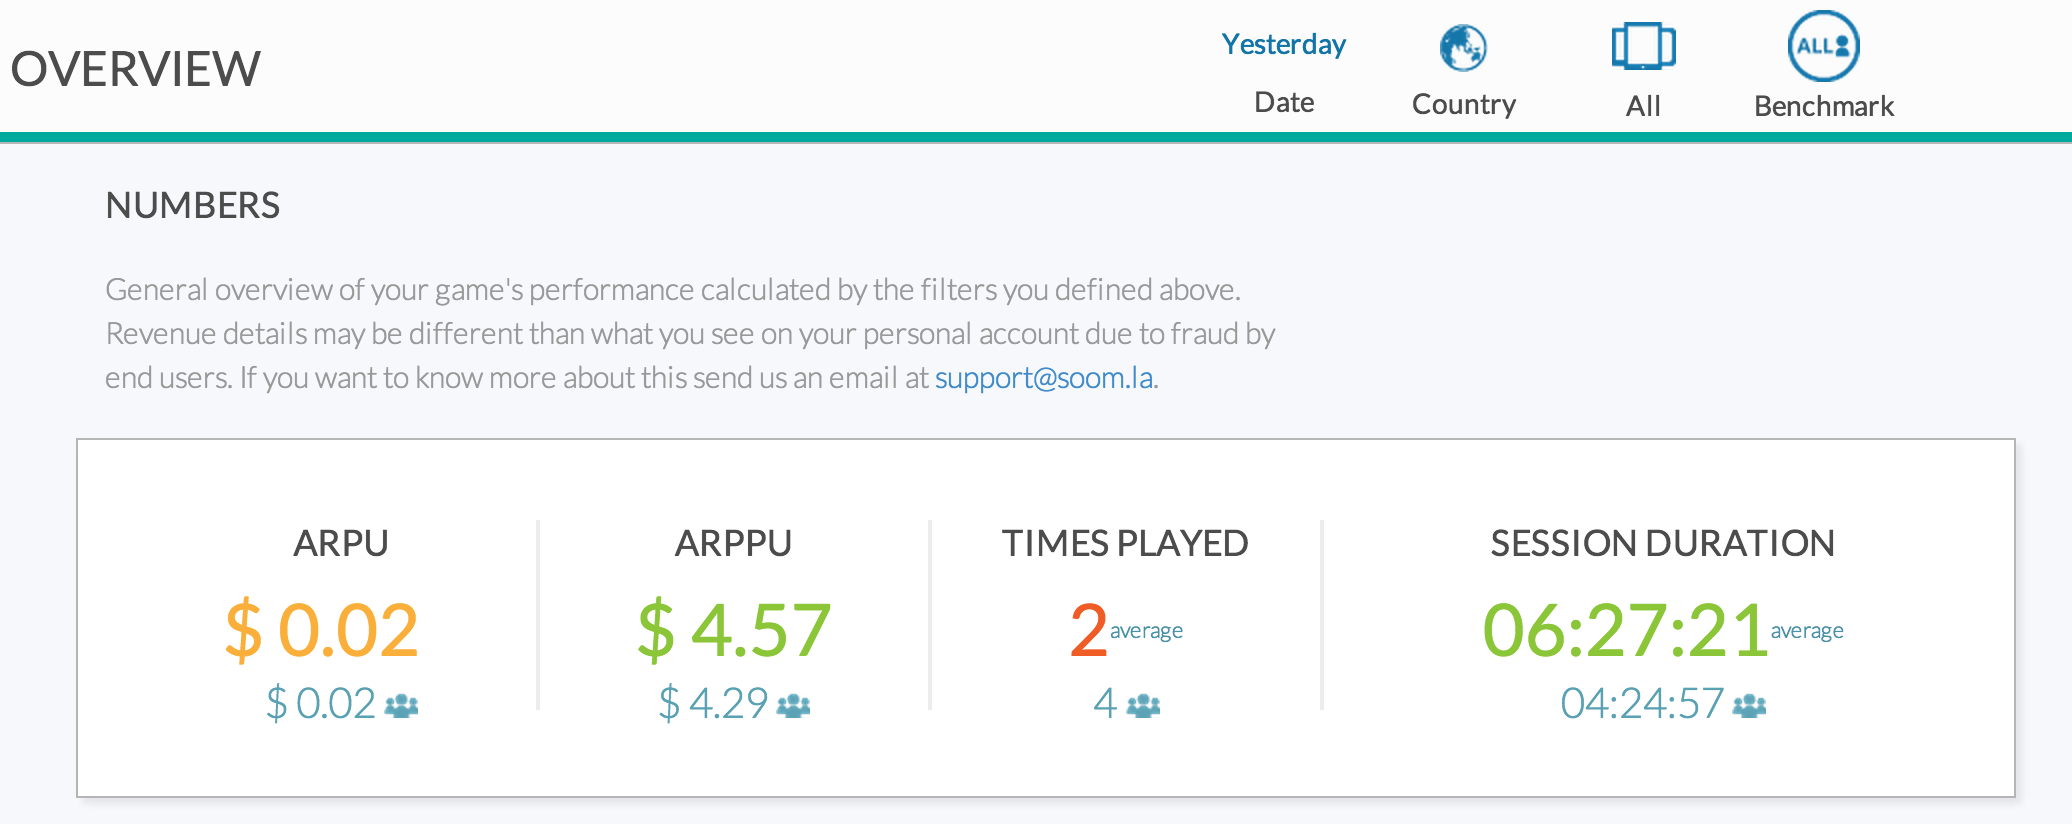 OVERVIEW
Yesterday
Date
Country
All
ALL
Benchmark
NUMBERS
General overview of your game's performance calculated by the filters you defined above.
Revenue details may be different than what you see on your personal account due to fraud by
end users. If you want to know more about this send us an email at support@soom.la.
ARPU
$ 0.02
$ 0.02
ARPPU
$ 4.57
$ 4.29
TIMES PLAYED
2 average
4
SESSION DURATION
06:27:21 average
04:24:57